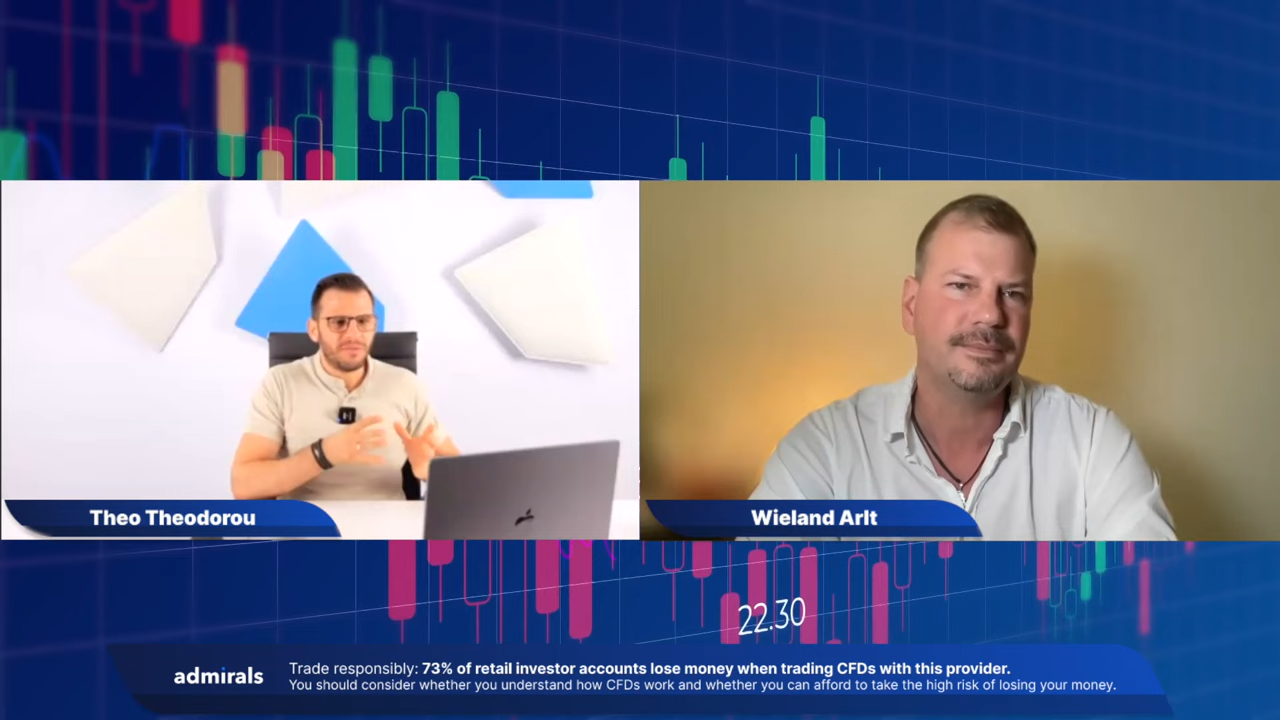 Theo Theodorou
Wieland Arlt
22.30
admirals
Trade responsibly: 73% of retail investor accounts lose money when trading CFDs with this provider.
You should consider whether you understand how CFDs work and whether you can afford to take the high risk of losing your money.